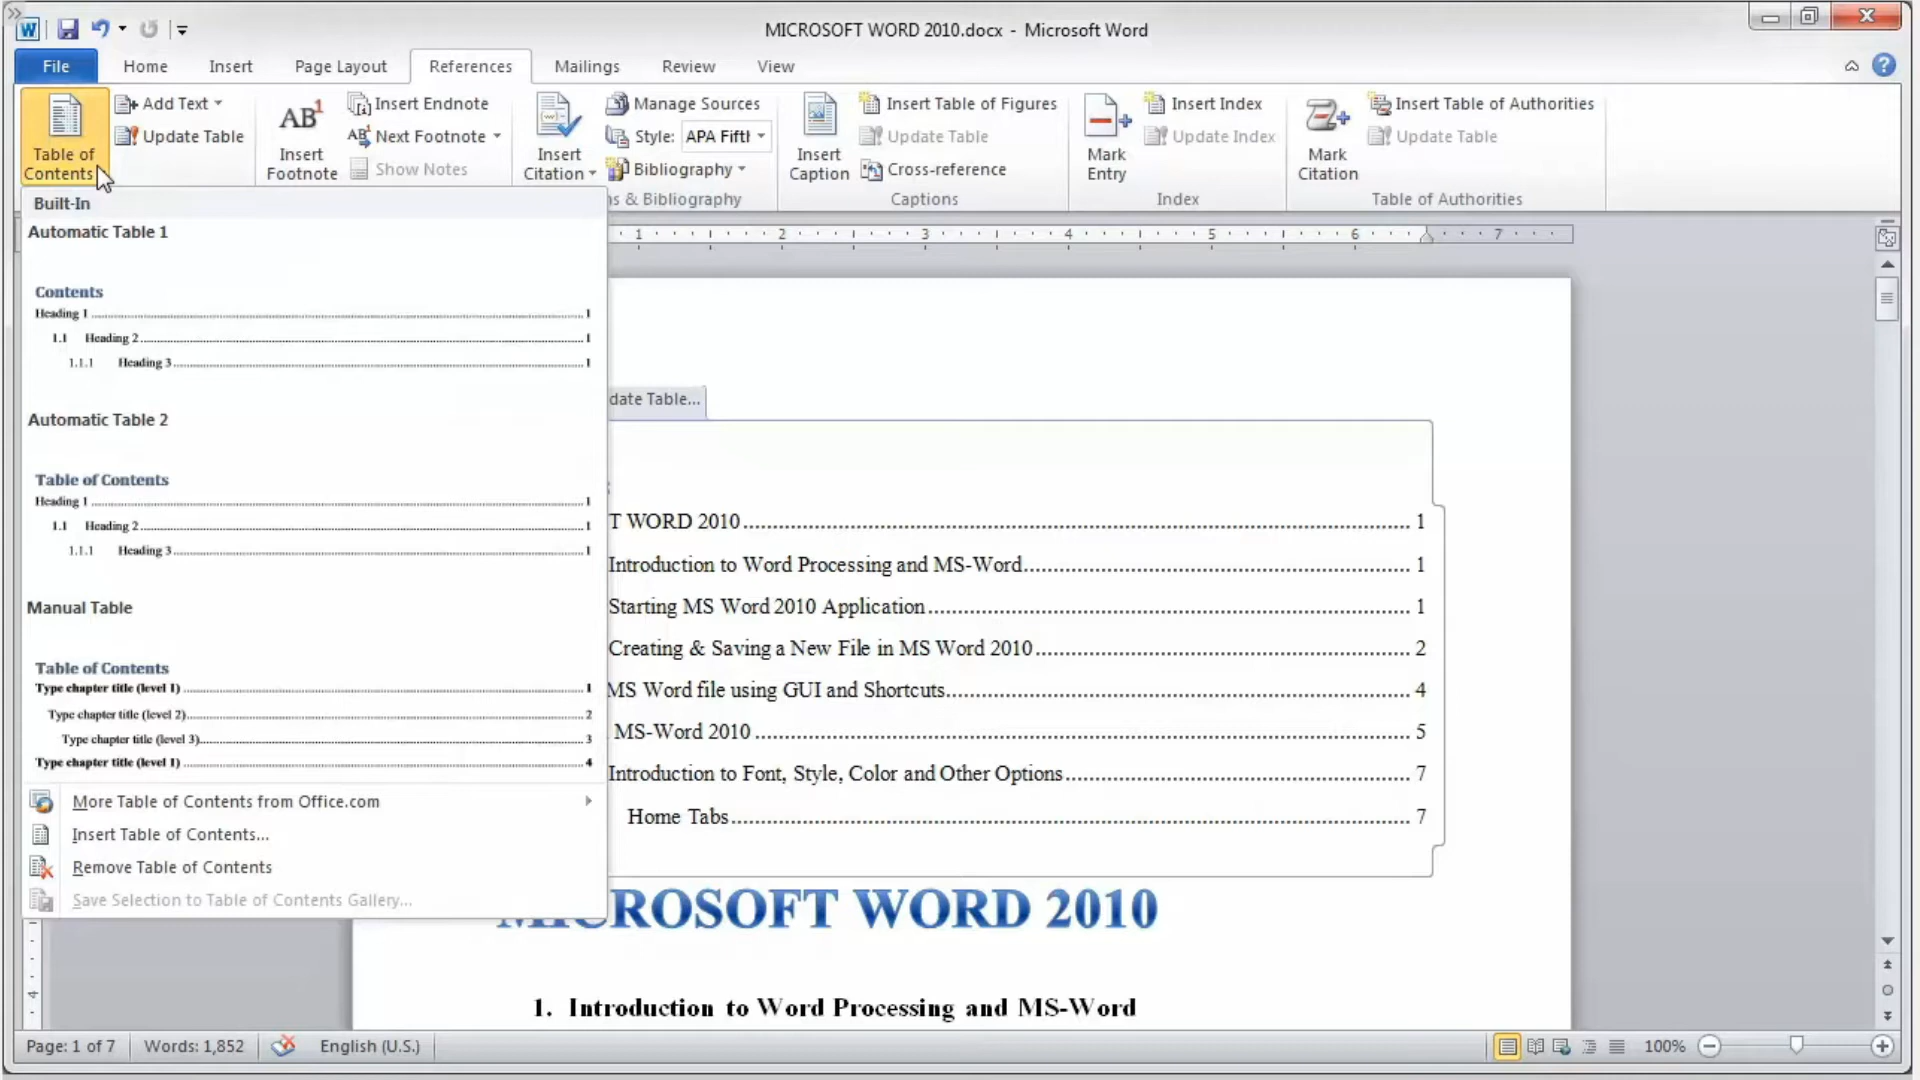 MICROSOFT WORD 2010.docx - Microsoft Word
File Home Insert Page Layout References Mailings Review View
Table of Contents
Add Text
Update Table
AB1
Insert Footnote
Insert Endnote
AB1 Next Footnote
Show Notes
Insert Citation
Manage Sources
Style: APA Fift
Bibliography
s & Bibliography
Insert Caption
Insert Table of Figures
Update Table
Cross-reference
Captions
Mark Entry
Insert Index
Update Index
Index
Mark Citation
Insert Table of Authorities
Update Table
Table of Authorities
Built-In
Automatic Table 1
Contents
Heading 1 1
1.1 Heading 2 1
1.1.1 Heading 3 1
Automatic Table 2
Table of Contents
Heading 1 1
1.1 Heading 2 1
1.1.1 Heading 3 1
Manual Table
Table of Contents
Type chapter title (level 1) 1
Type chapter title (level 2) 2
Type chapter title (level 3) 3
Type chapter title (level 1) 4
More Table of Contents from Office.com
Insert Table of Contents...
Remove Table of Contents
Save Selection to Table of Contents Gallery...
1 2 3 4 5 6 7
date Table...
T WORD 2010 1
Introduction to Word Processing and MS-Word 1
Starting MS Word 2010 Application 1
Creating & Saving a New File in MS Word 2010 2
MS Word file using GUI and Shortcuts 4
MS-Word 2010 5
Introduction to Font, Style, Color and Other Options 7
Home Tabs 7
MICROSOFT WORD 2010
1. Introduction to Word Processing and MS-Word
Page: 1 of 7 Words: 1,852 English (U.S.) 100%